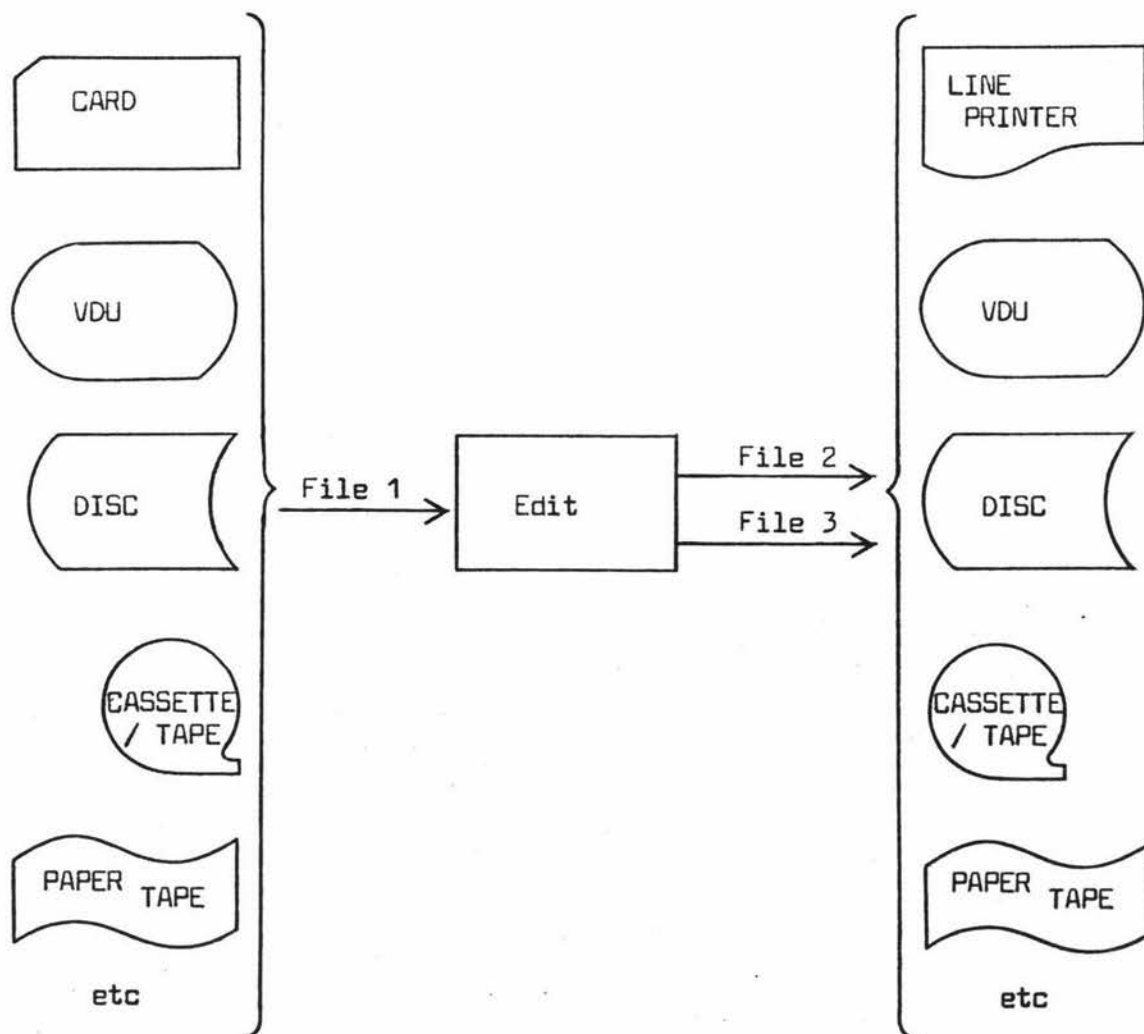 CARD
VDU
DISC
CASSETTE
/ TAPE
PAPER TAPE
etc
File 1
Edit
File 2
File 3
LINE
PRINTER
VDU
DISC
CASSETTE
/ TAPE
PAPER TAPE
etc